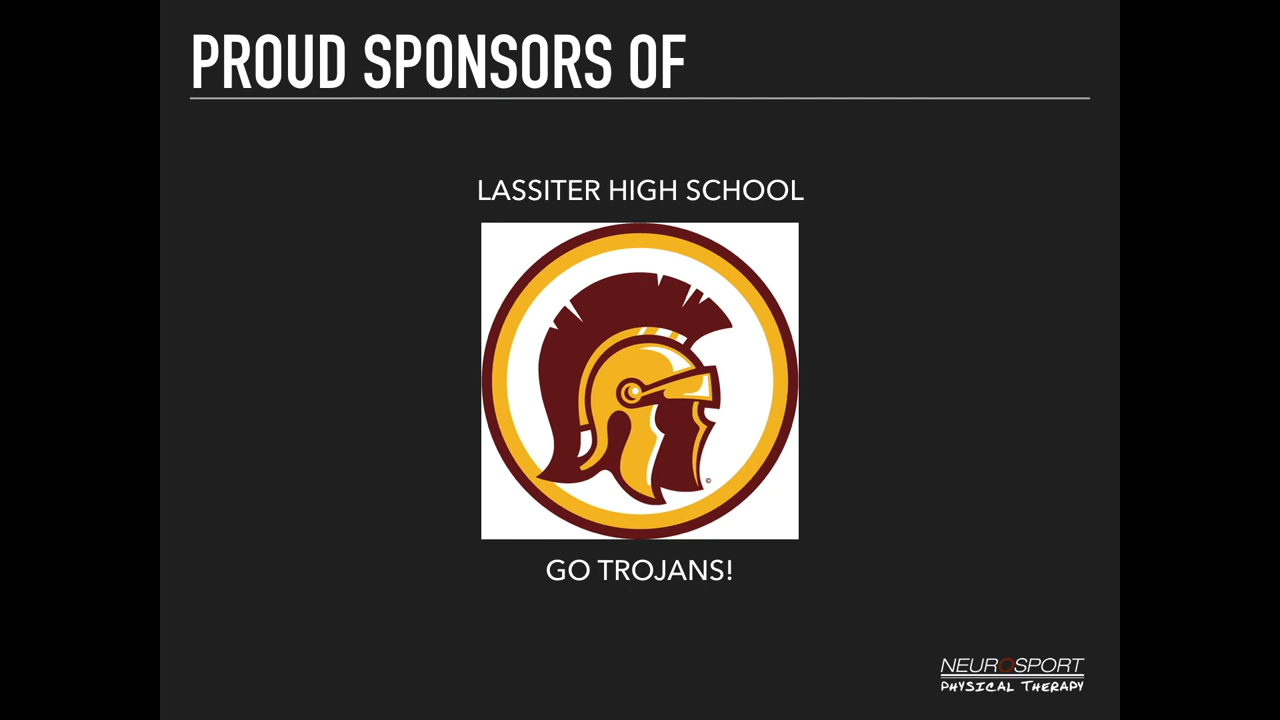 PROUD SPONSORS OF
LASSITER HIGH SCHOOL
©
GO TROJANS!
NEUROSPORT
PHYSICAL THERAPY